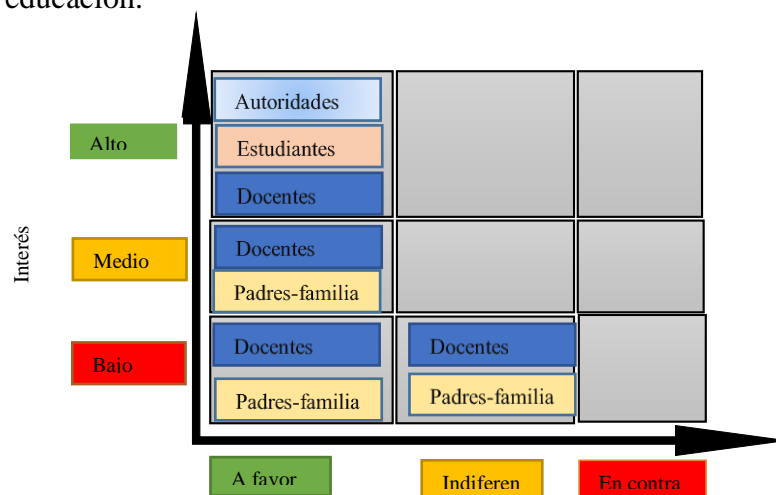 educación.
Autoridades
Alto
Estudiantes
Docentes
Interés
Docentes
Medio
Padres-familia
Docentes
Docentes
Bajo
Padres-familia
Padres-familia
A favor
Indiferen
En contra